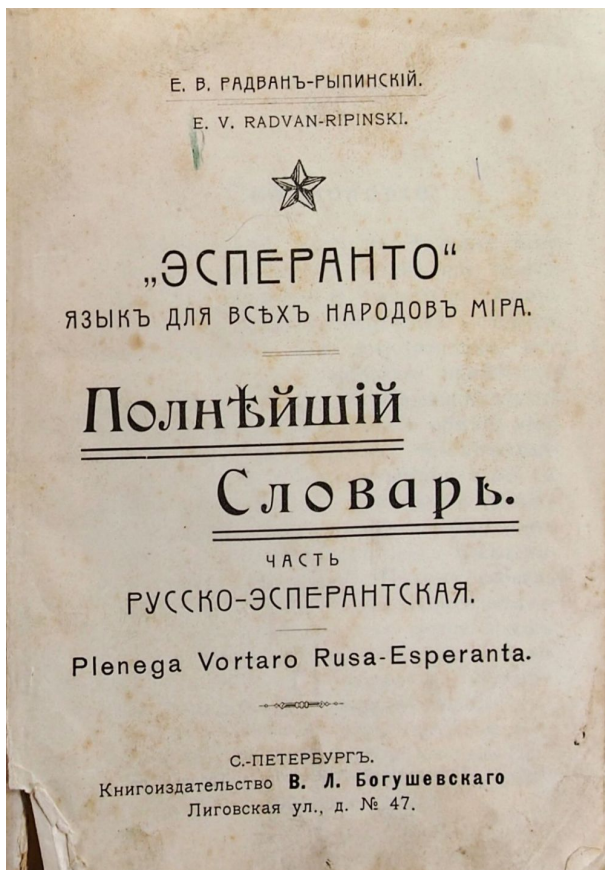 Е. В. РАДВАНЪ-РЫПИНСКІЙ.
E. V. RADVAN-RIPINSKI.
„ЭСПЕРАНТО“
ЯЗЫКЪ ДЛЯ ВСѢХЪ НАРОДОВЪ МІРА.
Полнѣйшій
Словарь.
ЧАСТЬ
РУССКО-ЭСПЕРАНТСКАЯ.
Plenega Vortaro Rusa-Esperanta.
С.-ПЕТЕРБУРГЪ.
Книгоиздательство В. Л. Богушевскаго
Лиговская ул., д. № 47.